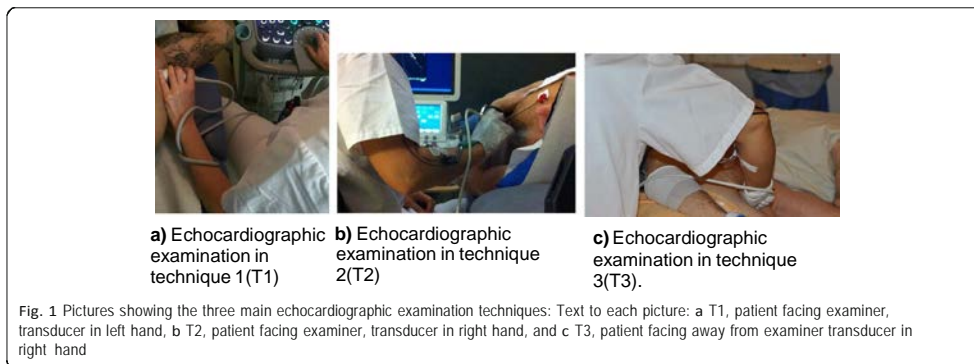 a) Echocardiographic
examination in
technique 1(T1)
b) Echocardiographic
examination in technique
2(T2)
c) Echocardiographic
examination in technique
3(T3).
Fig. 1 Pictures showing the three main echocardiographic examination techniques: Text to each picture: a T1, patient facing examiner,
transducer in left hand, b T2, patient facing examiner, transducer in right hand, and c T3, patient facing away from examiner transducer in
right hand